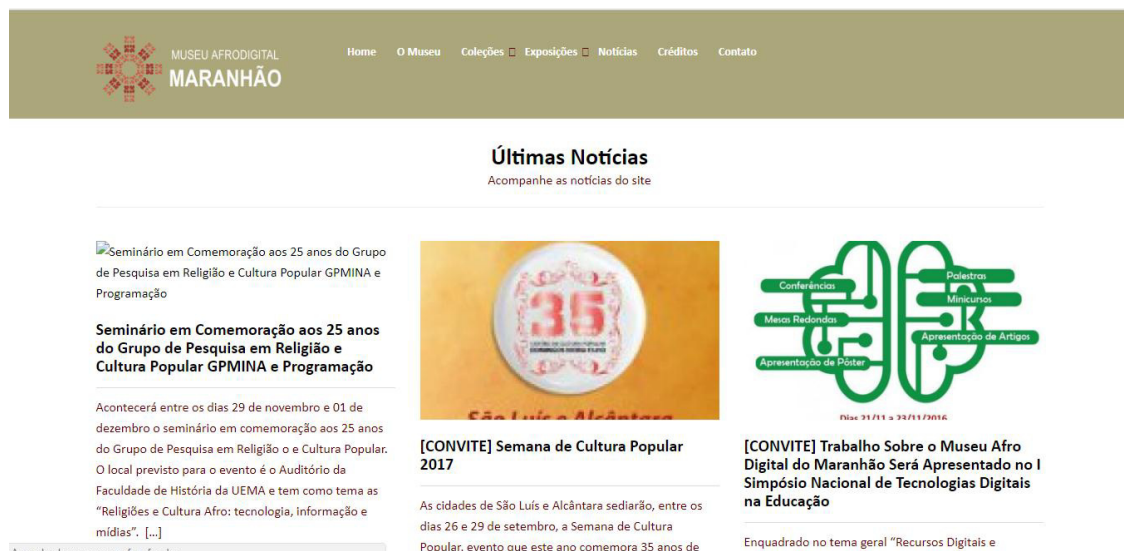 MUSEU AFRODIGITAL
MARANHÃO
Home O Museu Coleções Exposições Notícias Créditos Contato
Últimas Notícias
Acompanhe as notícias do site
Seminário em Comemoração aos 25 anos do Grupo
de Pesquisa em Religião e Cultura Popular GPMINA e
Programação
Seminário em Comemoração aos 25 anos
do Grupo de Pesquisa em Religião e
Cultura Popular GPMINA e Programação
Acontecerá entre os dias 29 de novembro e 01 de
dezembro o seminário em comemoração aos 25 anos
do Grupo de Pesquisa em Religião o e Cultura Popular.
O local previsto para o evento é o Auditório da
Faculdade de História da UEMA e tem como tema as
“Religiões e Cultura Afro: tecnologia, informação e
mídias”. [...]
35
São Luís e Alcântara
[CONVITE] Semana de Cultura Popular
2017
As cidades de São Luís e Alcântara sediarão, entre os
dias 26 e 29 de setembro, a Semana de Cultura
Popular, evento que este ano comemora 35 anos de
Conferências
Palestras
Minicursos
Mesas Redondas
Apresentação de Artigos
Apresentação de Pôster
Dias 21/11 a 23/11/2016
[CONVITE] Trabalho Sobre o Museu Afro
Digital do Maranhão Será Apresentado no I
Simpósio Nacional de Tecnologias Digitais
na Educação
Enquadrado no tema geral “Recursos Digitais e